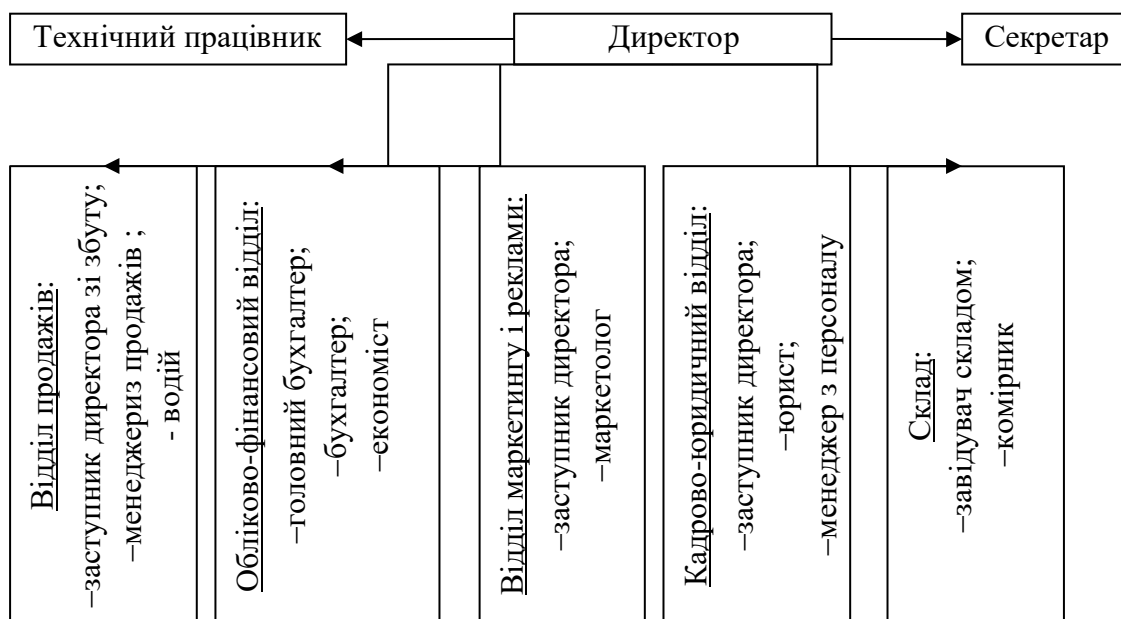 Технічний працівник
Директор
Секретар
Відділ продажів:
–заступник директора зі збуту;
–менеджериз продажів ;
- водій
Обліково-фінансовий відділ:
–головний бухгалтер;
–бухгалтер;
–економіст
Відділ маркетингу і реклами:
–заступник директора;
–маркетолог
Кадрово-юридичний відділ:
–заступник директора;
–юрист;
–менеджер з персоналу
Склад:
–завідувач складом;
–комірник